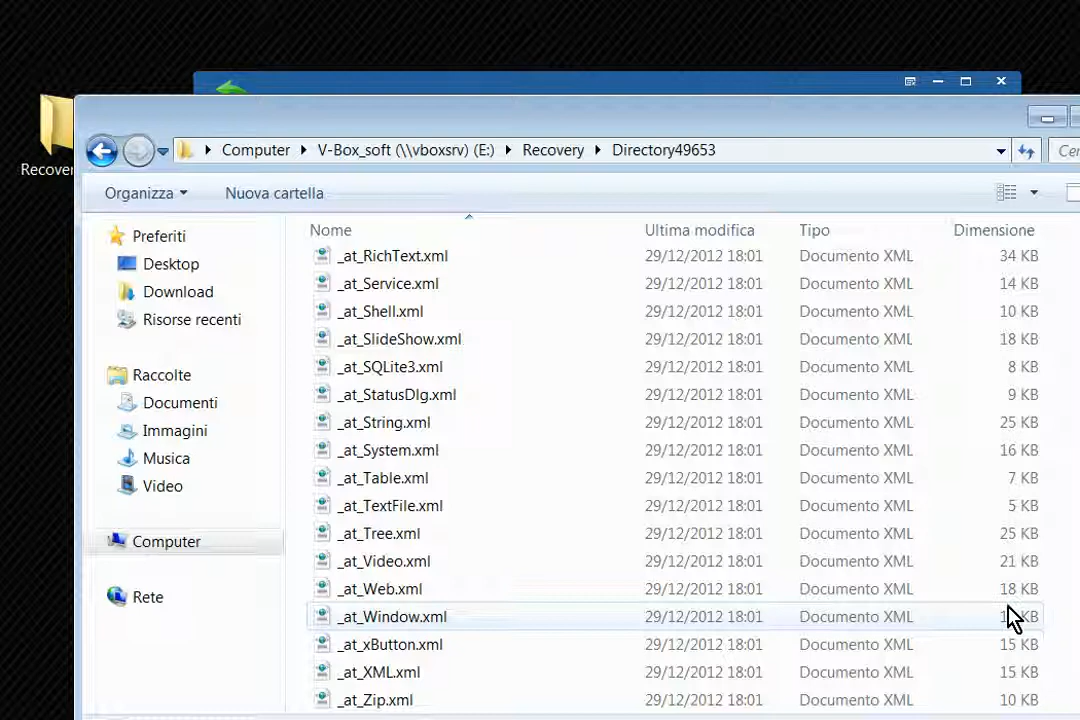 Recover
Computer V-Box_soft (\\vboxsrv) (E:) Recovery Directory49653
Organizza Nuova cartella
Nome Ultima modifica Tipo Dimensione
Preferiti
Desktop
Download
Risorse recenti
Raccolte
Documenti
Immagini
Musica
Video
Computer
Rete
_at_RichText.xml 29/12/2012 18:01 Documento XML 34 KB
_at_Service.xml 29/12/2012 18:01 Documento XML 14 KB
_at_Shell.xml 29/12/2012 18:01 Documento XML 10 KB
_at_SlideShow.xml 29/12/2012 18:01 Documento XML 18 KB
_at_SQLite3.xml 29/12/2012 18:01 Documento XML 8 KB
_at_StatusDlg.xml 29/12/2012 18:01 Documento XML 9 KB
_at_String.xml 29/12/2012 18:01 Documento XML 25 KB
_at_System.xml 29/12/2012 18:01 Documento XML 16 KB
_at_Table.xml 29/12/2012 18:01 Documento XML 7 KB
_at_TextFile.xml 29/12/2012 18:01 Documento XML 5 KB
_at_Tree.xml 29/12/2012 18:01 Documento XML 25 KB
_at_Video.xml 29/12/2012 18:01 Documento XML 21 KB
_at_Web.xml 29/12/2012 18:01 Documento XML 18 KB
_at_Window.xml 29/12/2012 18:01 Documento XML KB
_at_xButton.xml 29/12/2012 18:01 Documento XML 15 KB
_at_XML.xml 29/12/2012 18:01 Documento XML 15 KB
_at_Zip.xml 29/12/2012 18:01 Documento XML 10 KB